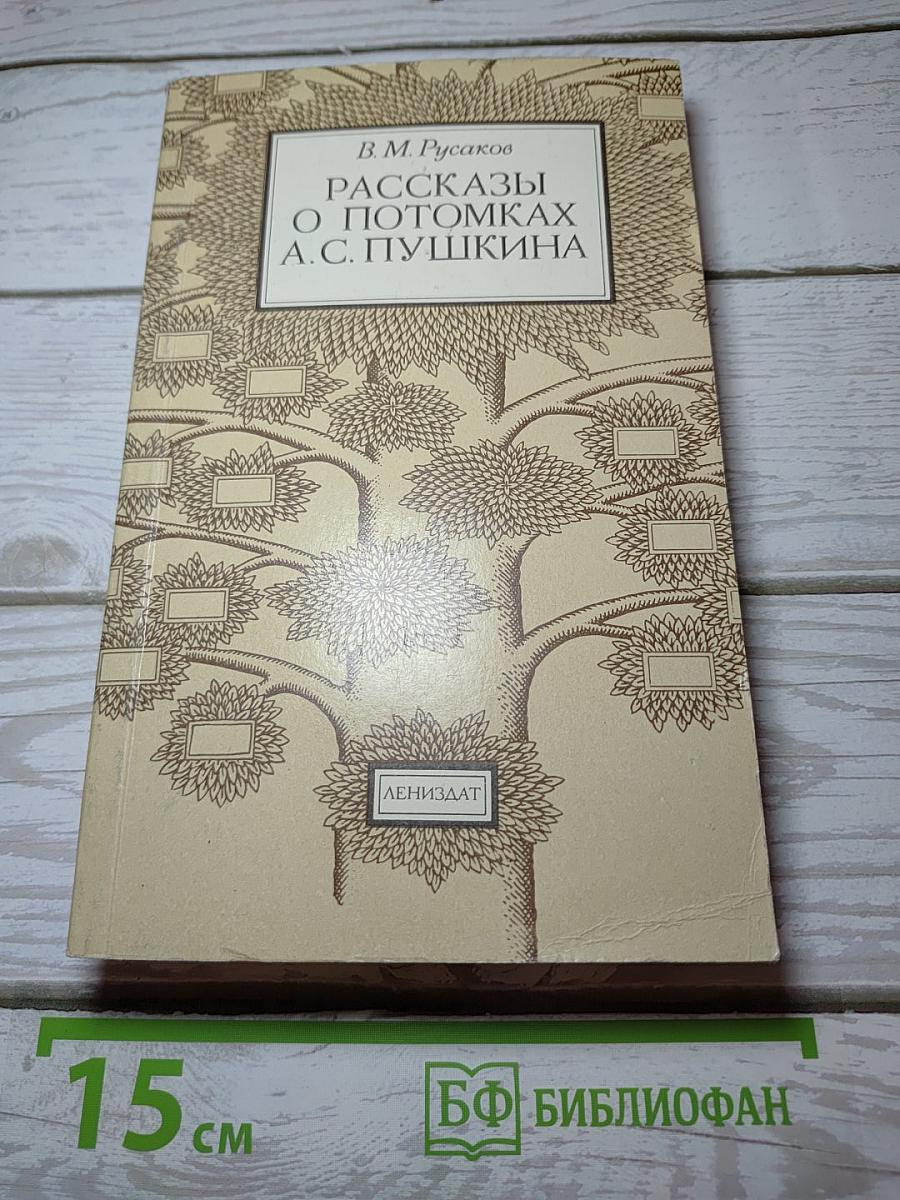 В. М. Русаков
РАССКАЗЫ
О ПОТОМКАХ
А. С. ПУШКИНА
ЛЕНИЗДАТ
15 см
БФ БИБЛИОФАН